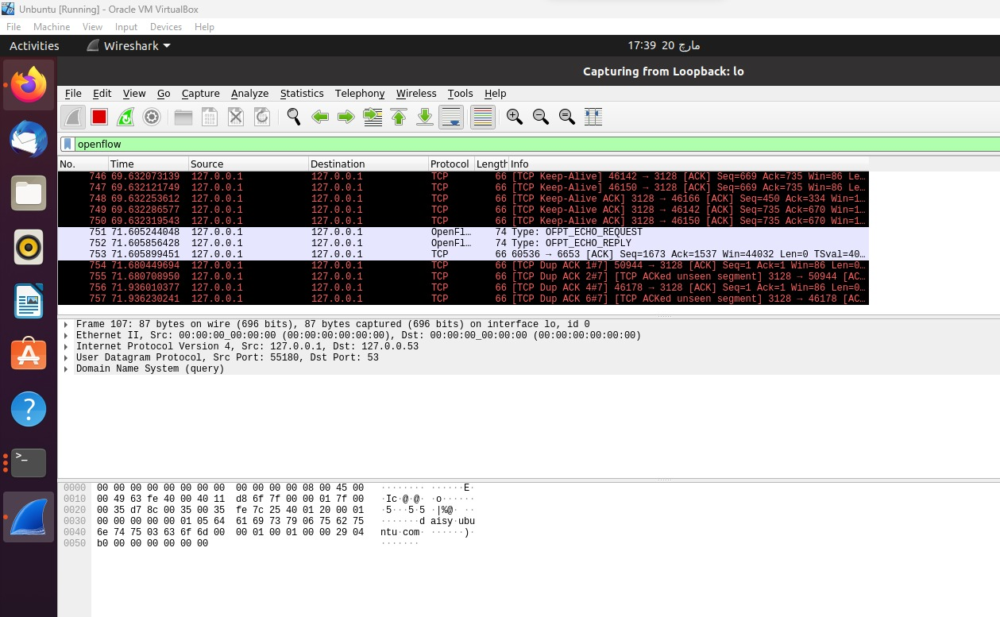 Unbuntu [Running] - Oracle VM VirtualBox
File Machine View Input Devices Help
Activities Wireshark 17:39 20 مارچ
Capturing from Loopback: lo
File Edit View Go Capture Analyze Statistics Telephony Wireless Tools Help
openflow
No. Time Source Destination Protocol Length Info
746 69.632073139 127.0.0.1 127.0.0.1 TCP 66 [TCP Keep-Alive] 46142 → 3128 [ACK] Seq=669 Ack=735 Win=86 Le…
747 69.632121749 127.0.0.1 127.0.0.1 TCP 66 [TCP Keep-Alive] 46150 → 3128 [ACK] Seq=669 Ack=735 Win=86 Le…
748 69.632253612 127.0.0.1 127.0.0.1 TCP 66 [TCP Keep-Alive ACK] 3128 → 46166 [ACK] Seq=450 Ack=334 Win=1…
749 69.632286577 127.0.0.1 127.0.0.1 TCP 66 [TCP Keep-Alive ACK] 3128 → 46142 [ACK] Seq=735 Ack=670 Win=1…
750 69.632319543 127.0.0.1 127.0.0.1 TCP 66 [TCP Keep-Alive ACK] 3128 → 46150 [ACK] Seq=735 Ack=670 Win=1…
751 71.605244048 127.0.0.1 127.0.0.1 OpenFl… 74 Type: OFPT_ECHO_REQUEST
752 71.605856428 127.0.0.1 127.0.0.1 OpenFl… 74 Type: OFPT_ECHO_REPLY
753 71.605899451 127.0.0.1 127.0.0.1 TCP 66 60536 → 6653 [ACK] Seq=1673 Ack=1537 Win=44032 Len=0 TSval=40…
754 71.680449694 127.0.0.1 127.0.0.1 TCP 66 [TCP Dup ACK 1#7] 50944 → 3128 [ACK] Seq=1 Ack=1 Win=86 Len=0…
755 71.680708950 127.0.0.1 127.0.0.1 TCP 66 [TCP Dup ACK 2#7] [TCP ACKed unseen segment] 3128 → 50944 [AC…
756 71.936010377 127.0.0.1 127.0.0.1 TCP 66 [TCP Dup ACK 4#7] 46178 → 3128 [ACK] Seq=1 Ack=1 Win=86 Len=0…
757 71.936230241 127.0.0.1 127.0.0.1 TCP 66 [TCP Dup ACK 6#7] [TCP ACKed unseen segment] 3128 → 46178 [AC…
Frame 107: 87 bytes on wire (696 bits), 87 bytes captured (696 bits) on interface lo, id 0
Ethernet II, Src: 00:00:00_00:00:00 (00:00:00:00:00:00), Dst: 00:00:00_00:00:00 (00:00:00:00:00:00)
Internet Protocol Version 4, Src: 127.0.0.1, Dst: 127.0.0.53
User Datagram Protocol, Src Port: 55180, Dst Port: 53
Domain Name System (query)
0000 00 00 00 00 00 00 00 00 00 00 00 00 08 00 45 00 ········ ······E·
0010 00 49 63 fe 40 00 40 11 d8 6f 7f 00 00 01 7f 00 ·Ic·@·@· ·o······
0020 00 35 d7 8c 00 35 00 35 fe 7c 25 40 01 20 00 01 ·5···5·5 ·|%@· ··
0030 00 00 00 00 00 01 05 64 61 69 73 79 06 75 62 75 ·······d aisy·ubu
0040 6e 74 75 03 63 6f 6d 00 00 01 00 01 00 00 29 04 ntu·com· ······)·
0050 b0 00 00 00 00 00 00 ·······